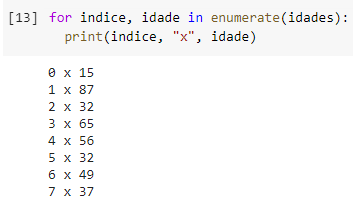 [13] for indice, idade in enumerate(idades):
print(indice, "x", idade)
0 x 15
1 x 87
2 x 32
3 x 65
4 x 56
5 x 32
6 x 49
7 x 37